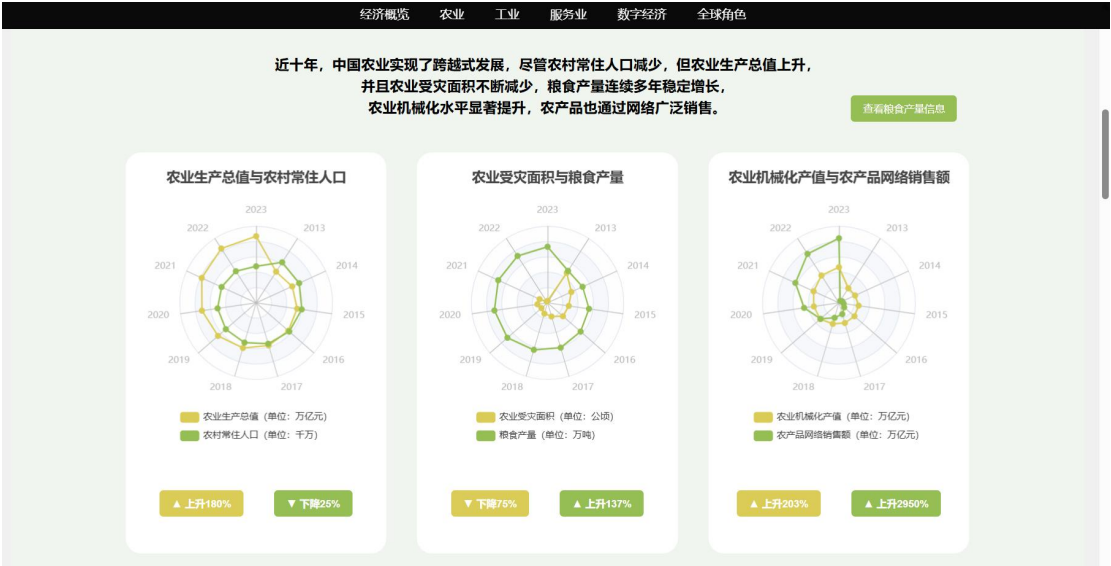 经济概览 农业 工业 服务业 数字经济 全球角色
近十年，中国农业实现了跨越式发展，尽管农村常住人口减少，但农业生产总值上升，
并且农业受灾面积不断减少，粮食产量连续多年稳定增长，
农业机械化水平显著提升，农产品也通过网络广泛销售。
查看粮食产量信息
农业生产总值与农村常住人口
2023
2022 2013
2021 2014
2020 2015
2019 2016
2018 2017
农业生产总值（单位：万亿元）
农村常住人口（单位：千万）
▲ 上升180% ▼ 下降25%
农业受灾面积与粮食产量
2023
2022 2013
2021 2014
2020 2015
2019 2016
2018 2017
农业受灾面积（单位：公顷）
粮食产量（单位：万吨）
▼ 下降75% ▲ 上升137%
农业机械化产值与农产品网络销售额
2023
2022 2013
2021 2014
2020 2015
2019 2016
2018 2017
农业机械化产值（单位：万亿元）
农产品网络销售额（单位：万亿元）
▲ 上升203% ▲ 上升2950%